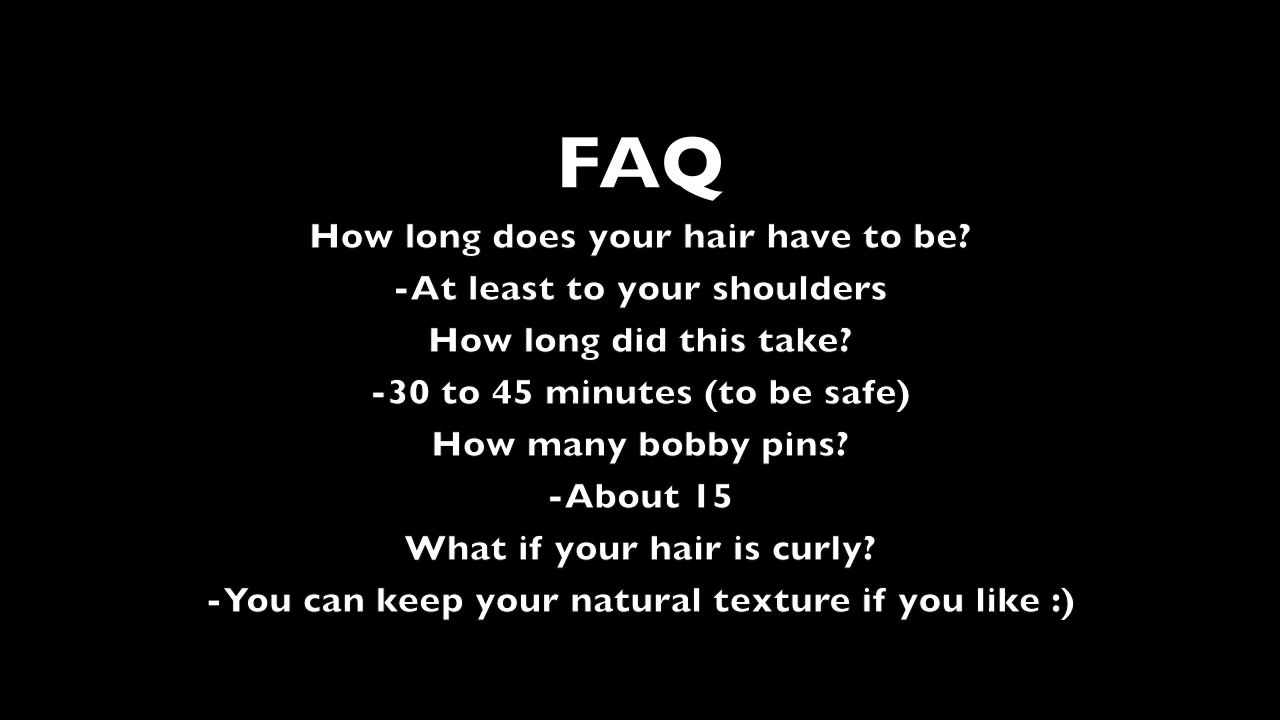 FAQ
How long does your hair have to be?
-At least to your shoulders
How long did this take?
-30 to 45 minutes (to be safe)
How many bobby pins?
-About 15
What if your hair is curly?
-You can keep your natural texture if you like :)